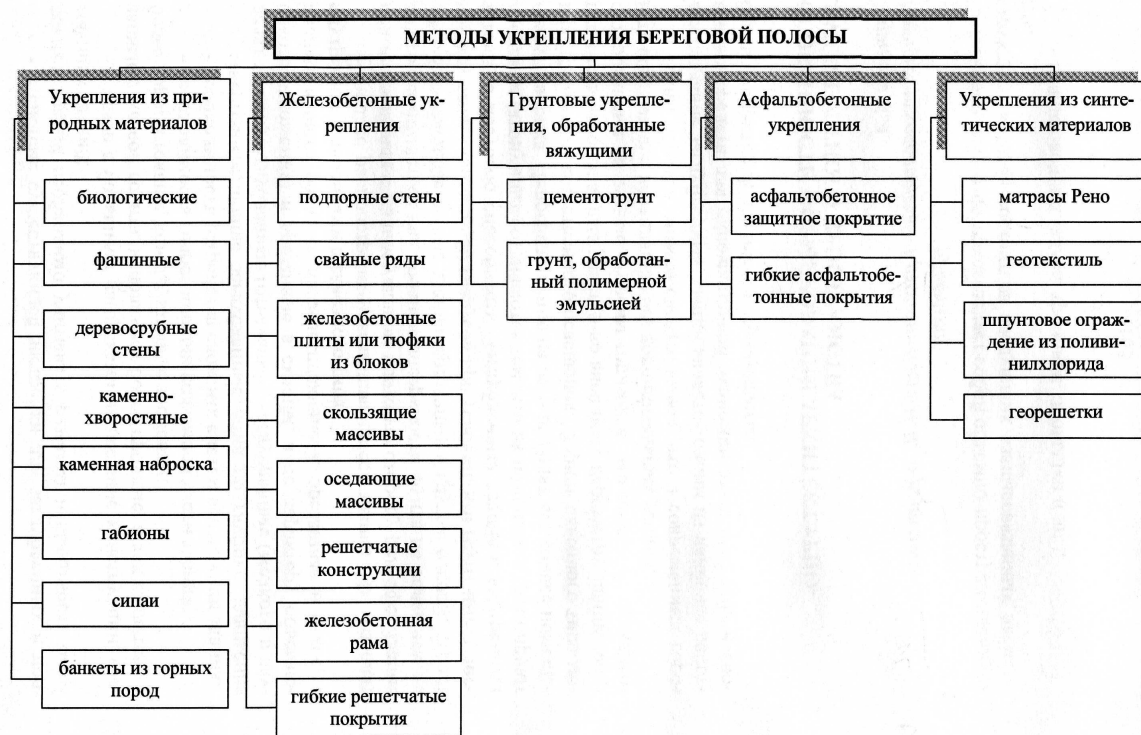 МЕТОДЫ УКРЕПЛЕНИЯ БЕРЕГОВОЙ ПОЛОСЫ
Укрепления из при-
родных материалов
биологические
фашинные
деревосрубные
стены
каменно-
хворостяные
каменная наброска
габионы
сипаи
банкеты из горных
пород
Железобетонные ук-
репления
подпорные стены
свайные ряды
железобетонные
плиты или тюфяки
из блоков
скользящие
массивы
оседающие
массивы
решетчатые
конструкции
железобетонная
рама
гибкие решетчатые
покрытия
Грунтовые укрепле-
ния, обработанные
вяжущими
цементогрунт
грунт, обработан-
ный полимерной
эмульсией
Асфальтобетонные
укрепления
асфальтобетонное
защитное покрытие
гибкие асфальтобе-
тонные покрытия
Укрепления из синте-
тических материалов
матрасы Рено
геотекстиль
шпунтовое ограж-
дение из поливи-
нилхлорида
георешетки